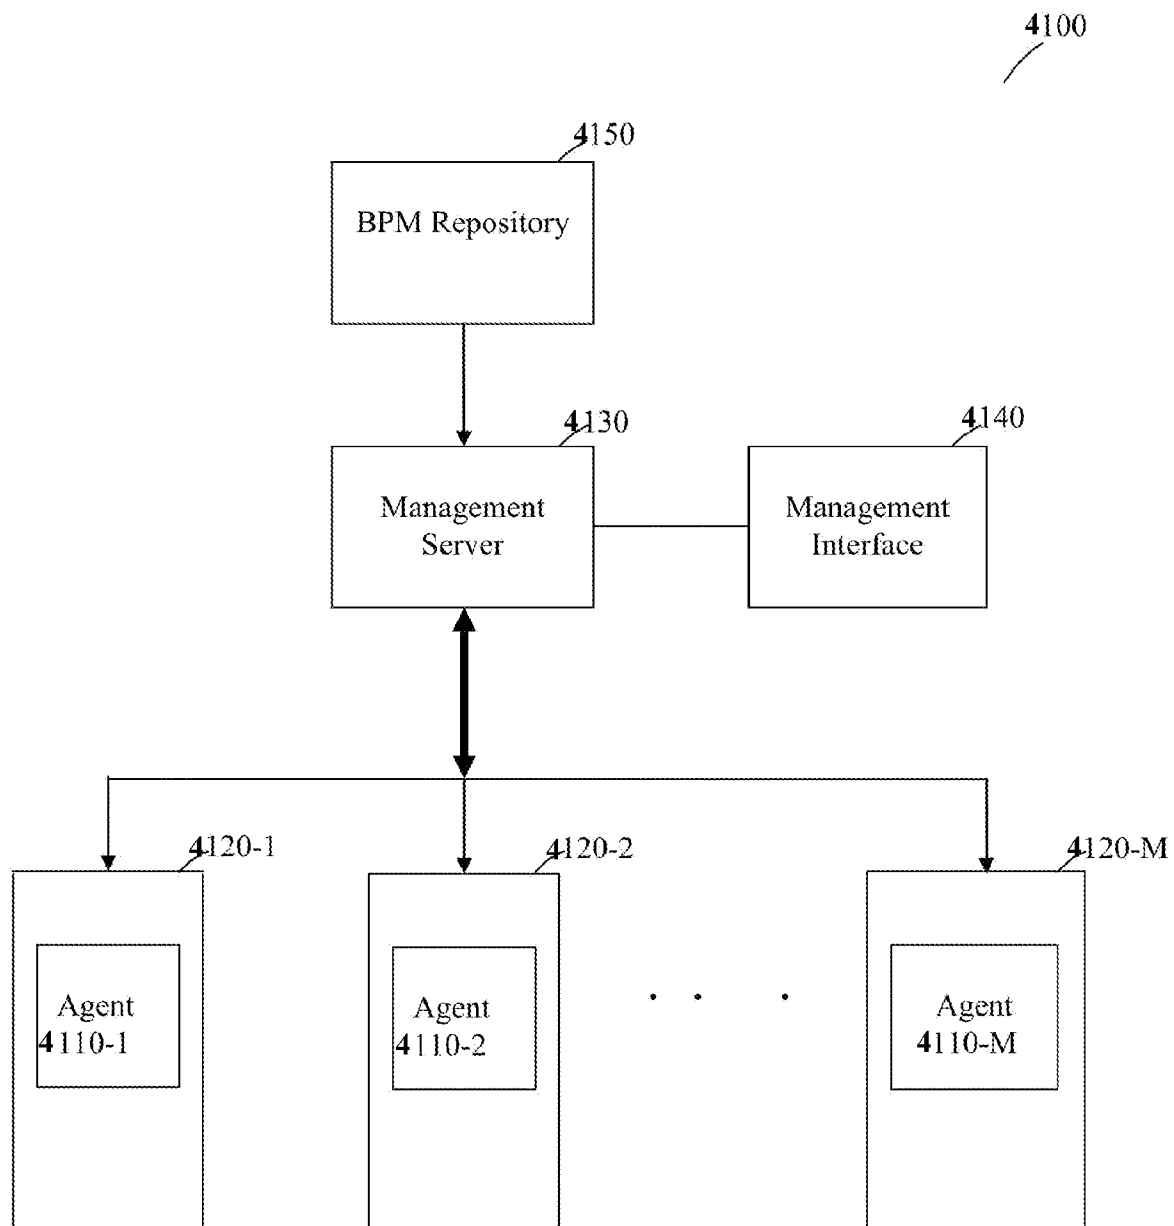 4100
4150
BPM Repository
4130
4140
Management
Server
Management
Interface
4120-1
4120-2
4120-M
Agent
4110-1
Agent
4110-2
Agent
4110-M